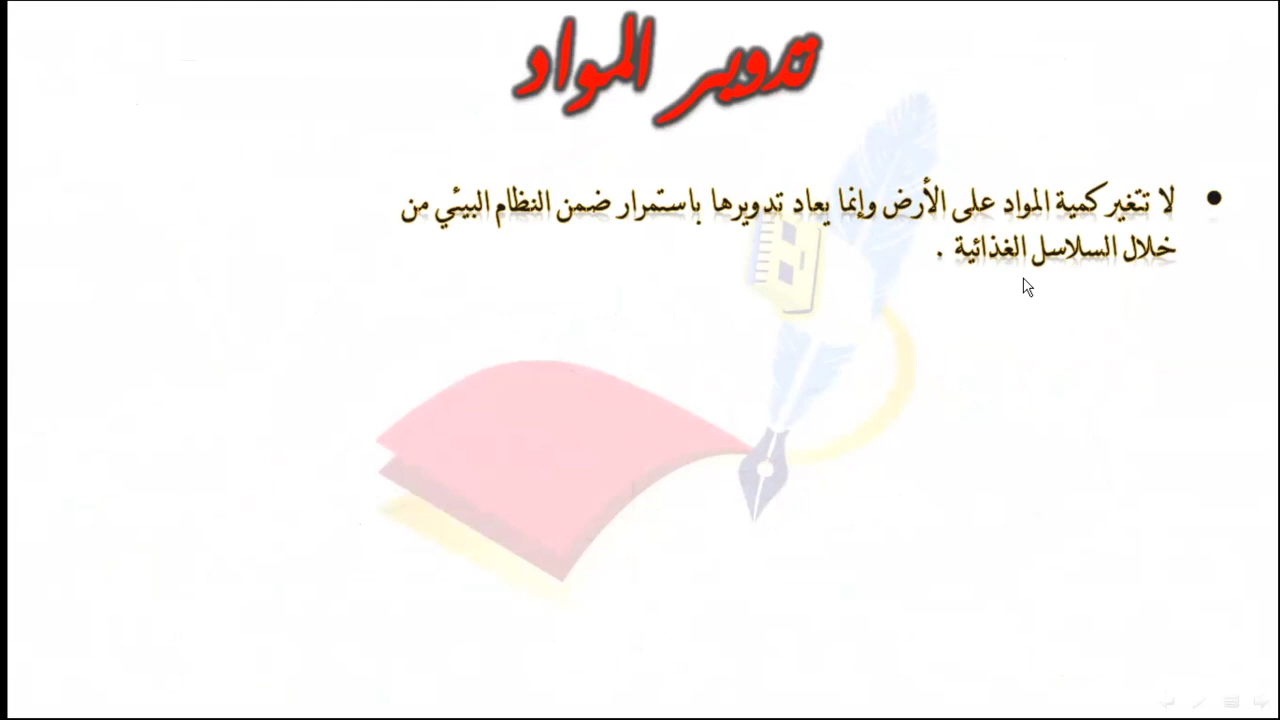 تدوير المواد
• لا تتغير كمية المواد على الأرض وإنما يعاد تدويرها باستمرار ضمن النظام البيئي من
خلال السلاسل الغذائية .